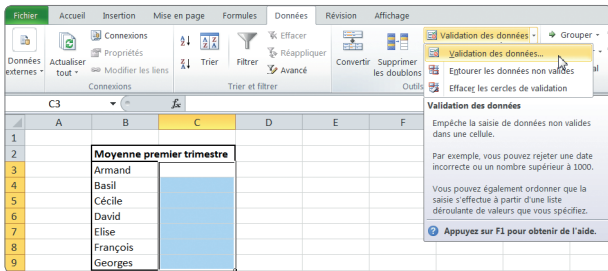 Fichier Accueil Insertion Mise en page Formules Données Révision Affichage
Données externes
Actualiser tout
Connexions
Propriétés
Modifier les liens
Connexions
A Z
Z A
Trier
Filtrer
Effacer
Réappliquer
Avancé
Trier et filtrer
Convertir
Supprimer les doublons
Outils
Validation des données
Grouper
Validation des données...
Entourer les données non valides
Effacer les cercles de validation
Validation des données
Empêche la saisie de données non valides
dans une cellule.
Par exemple, vous pouvez rejeter une date
incorrecte ou un nombre supérieur à 1000.
Vous pouvez également ordonner que la
saisie s'effectue à partir d'une liste
déroulante de valeurs que vous spécifiez.
Appuyez sur F1 pour obtenir de l'aide.
C3 fx
A B C D E F
1
2 Moyenne premier trimestre
3 Armand
4 Basil
5 Cécile
6 David
7 Elise
8 François
9 Georges